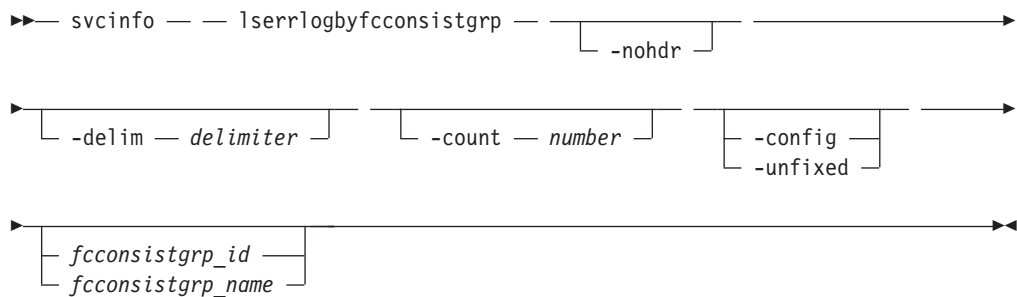 svcinfo lserrlogbyfcconsistgrp
-nohdr
-delim delimiter -count number -config
-unfixed
fcconsistgrp_id
fcconsistgrp_name